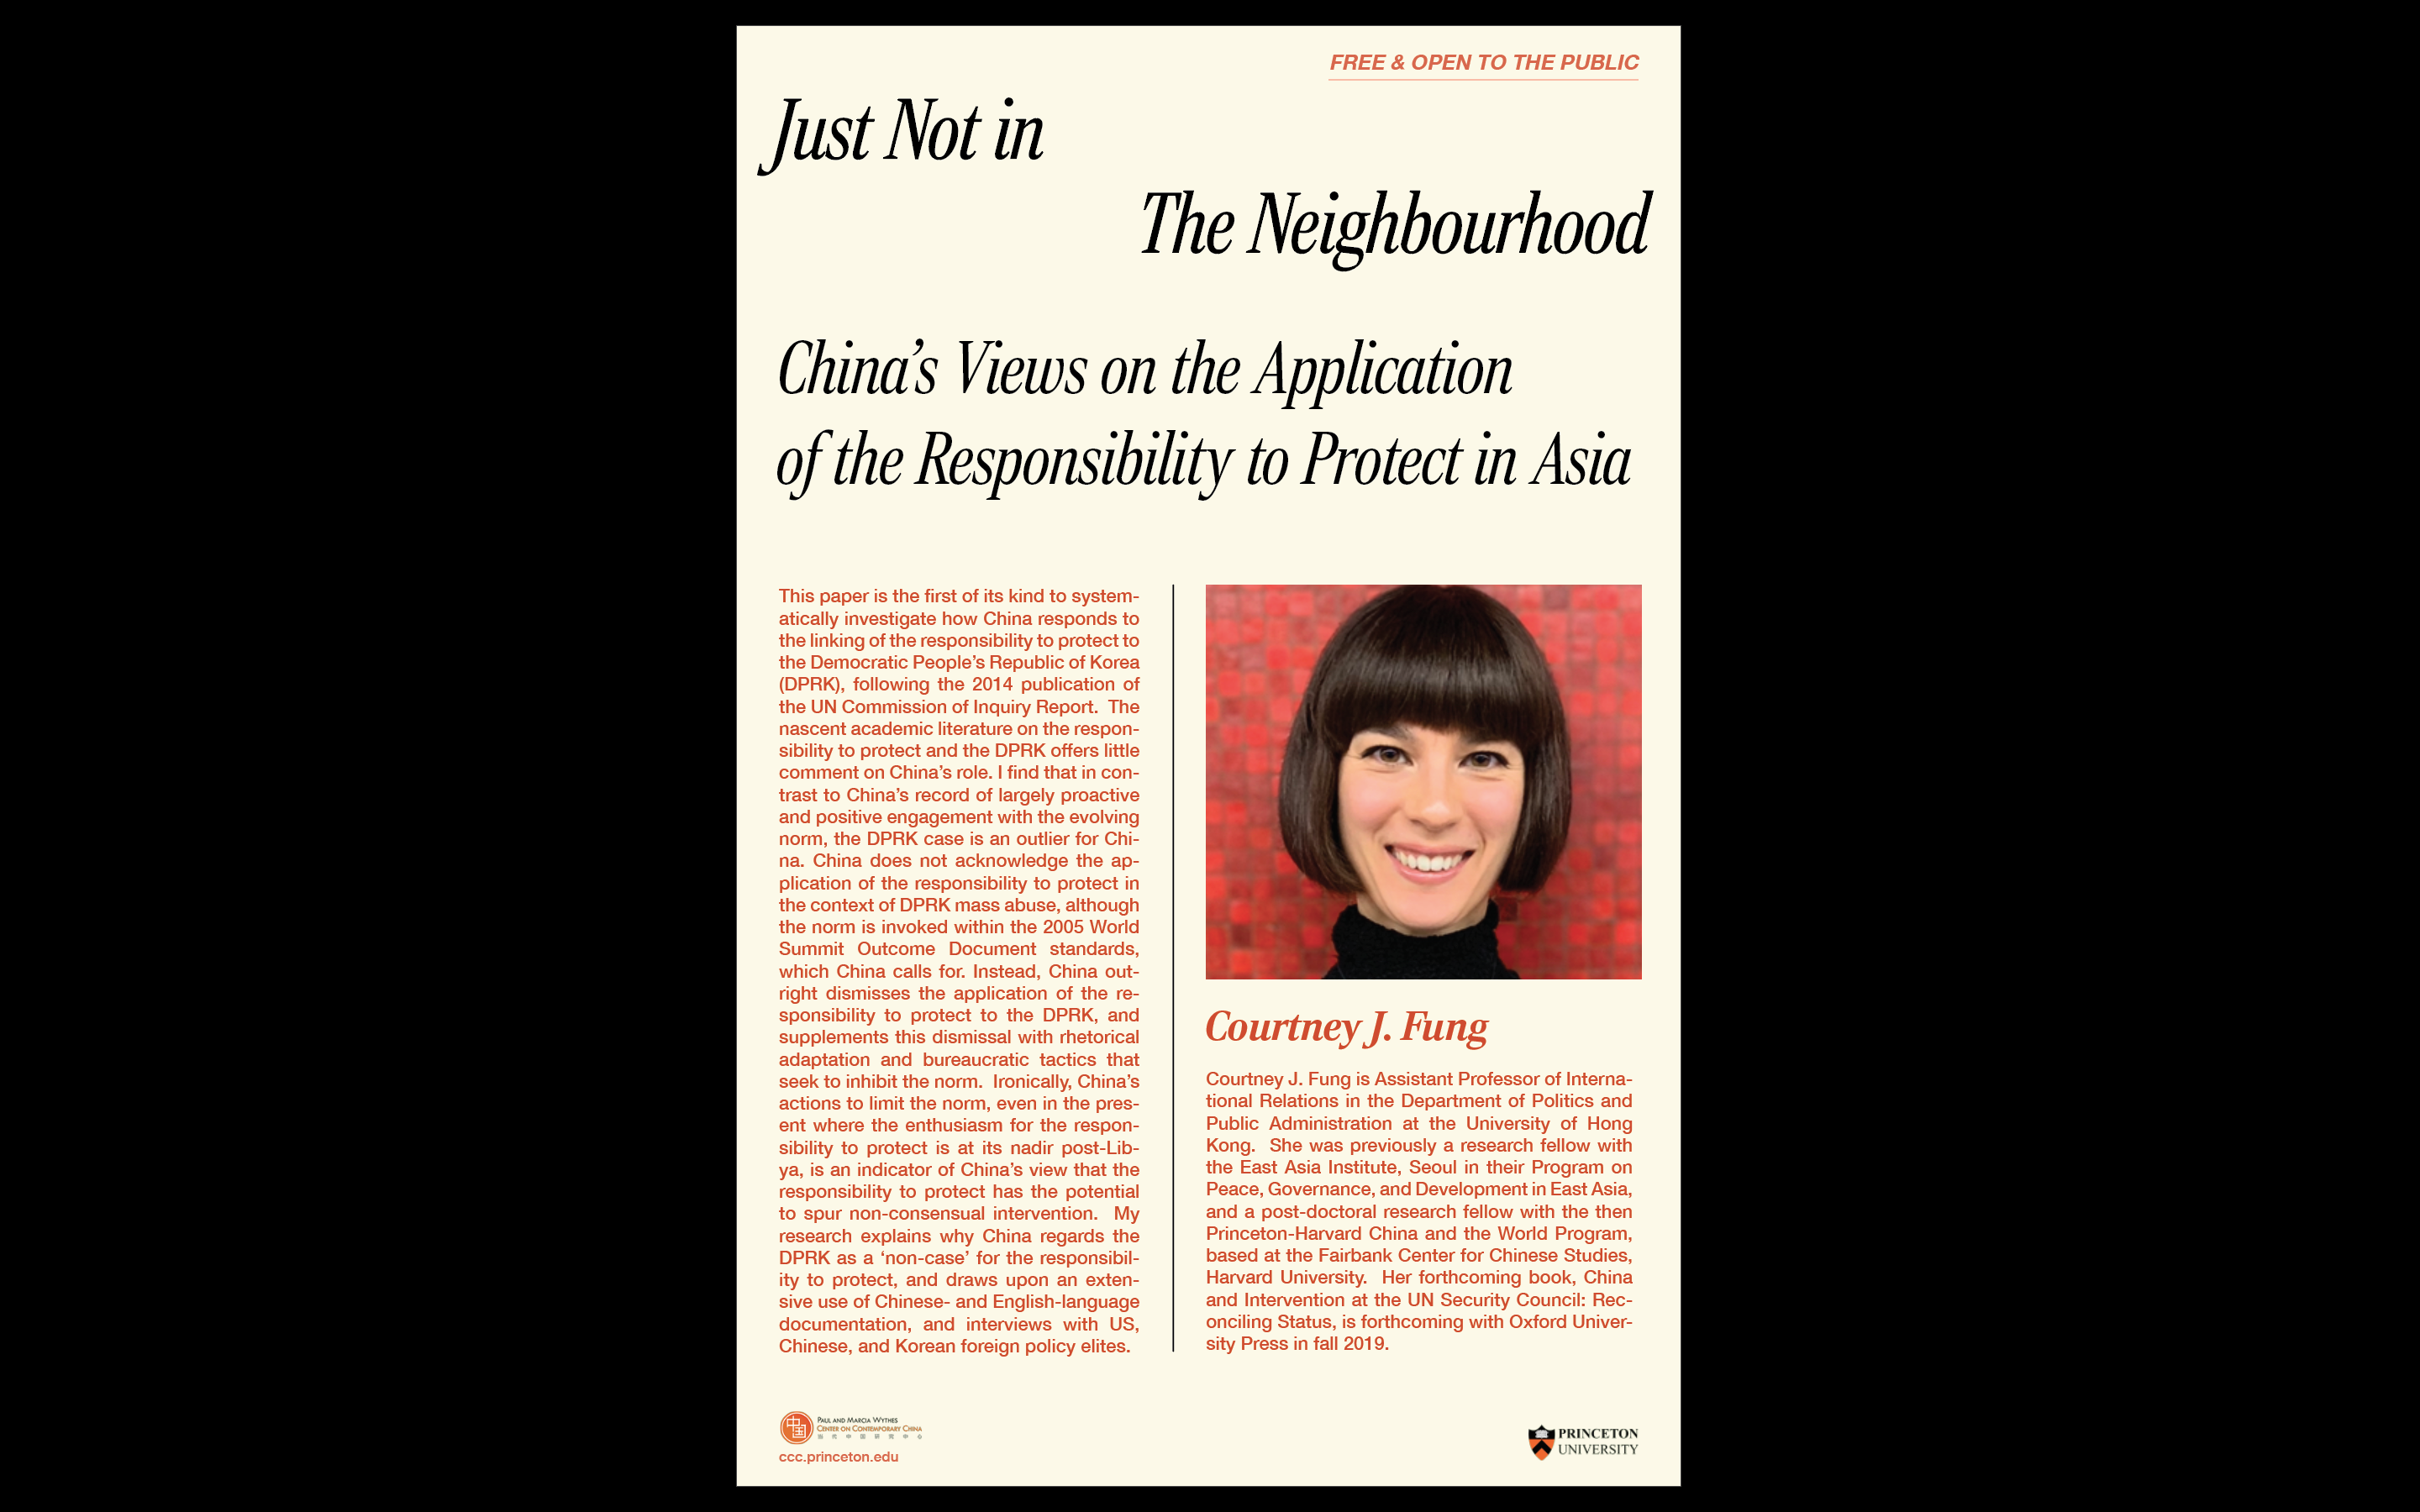 FREE & OPEN TO THE PUBLIC
Just Not in
The Neighbourhood
China’s Views on the Application
of the Responsibility to Protect in Asia
This paper is the first of its kind to system-
atically investigate how China responds to
the linking of the responsibility to protect to
the Democratic People’s Republic of Korea
(DPRK), following the 2014 publication of
the UN Commission of Inquiry Report.  The
nascent academic literature on the respon-
sibility to protect and the DPRK offers little
comment on China’s role. I find that in con-
trast to China’s record of largely proactive
and positive engagement with the evolving
norm, the DPRK case is an outlier for Chi-
na. China does not acknowledge the ap-
plication of the responsibility to protect in
the context of DPRK mass abuse, although
the norm is invoked within the 2005 World
Summit Outcome Document standards,
which China calls for. Instead, China out-
right dismisses the application of the re-
sponsibility to protect to the DPRK, and
supplements this dismissal with rhetorical
adaptation and bureaucratic tactics that
seek to inhibit the norm.  Ironically, China’s
actions to limit the norm, even in the pres-
ent where the enthusiasm for the respon-
sibility to protect is at its nadir post-Lib-
ya, is an indicator of China’s view that the
responsibility to protect has the potential
to spur non-consensual intervention.  My
research explains why China regards the
DPRK as a ‘non-case’ for the responsibil-
ity to protect, and draws upon an exten-
sive use of Chinese- and English-language
documentation, and interviews with US,
Chinese, and Korean foreign policy elites.
Courtney J. Fung
Courtney J. Fung is Assistant Professor of Interna-
tional Relations in the Department of Politics and
Public Administration at the University of Hong
Kong.  She was previously a research fellow with
the East Asia Institute, Seoul in their Program on
Peace, Governance, and Development in East Asia,
and a post-doctoral research fellow with the then
Princeton-Harvard China and the World Program,
based at the Fairbank Center for Chinese Studies,
Harvard University.  Her forthcoming book, China
and Intervention at the UN Security Council: Rec-
onciling Status, is forthcoming with Oxford Univer-
sity Press in fall 2019.
中国
PAUL AND MARCIA WYTHES
CENTER ON CONTEMPORARY CHINA
当代中国研究中心
ccc.princeton.edu
PRINCETON
UNIVERSITY